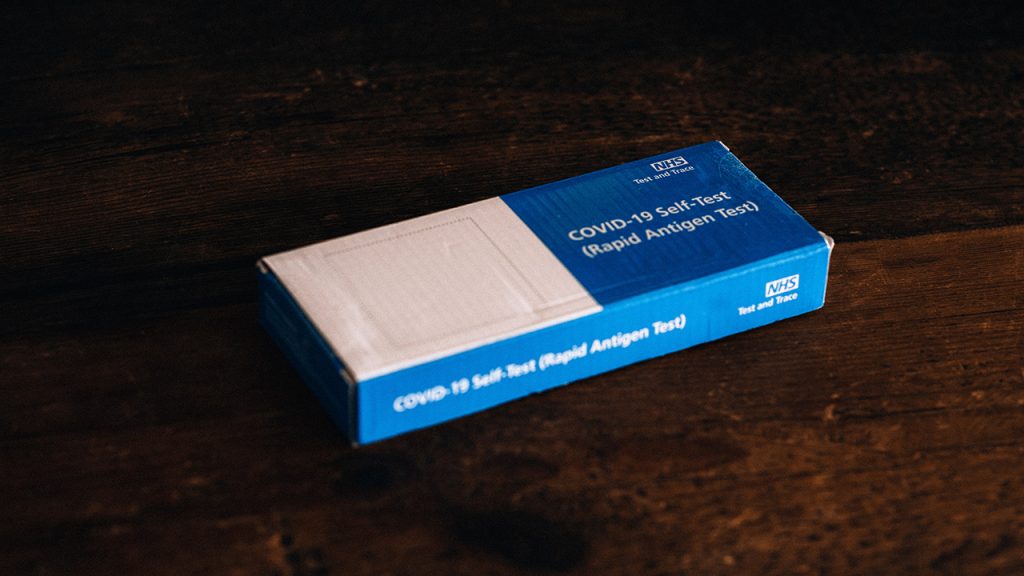 NHS
Test and Trace
COVID-19 Self-Test
(Rapid Antigen Test)
NHS
Test and Trace
COVID-19 Self-Test (Rapid Antigen Test)